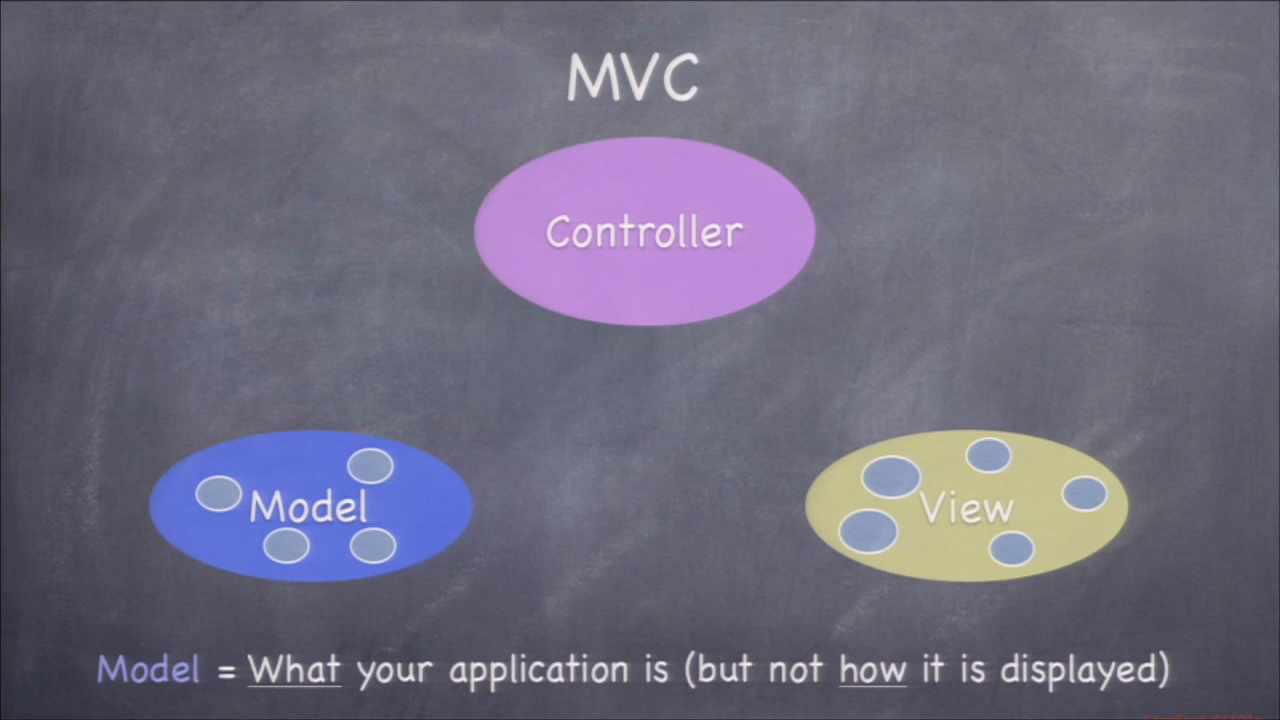 MVC
Controller
Model
View
Model = What your application is (but not how it is displayed)